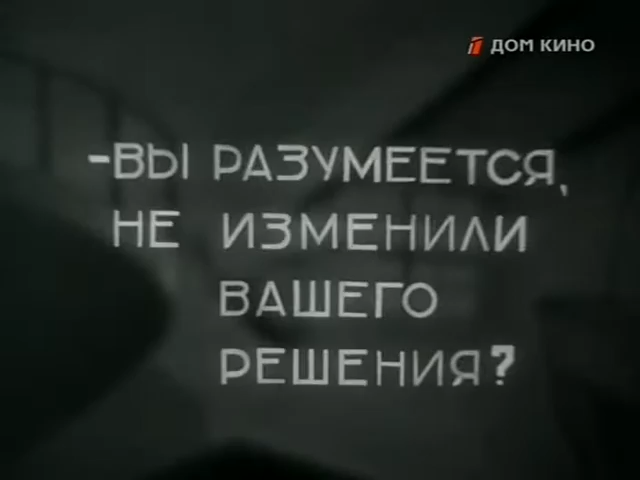 ДОМ КИНО
-ВЫ РАЗУМЕЕТСЯ,
НЕ ИЗМЕНИЛИ
ВАШЕГО
РЕШЕНИЯ?